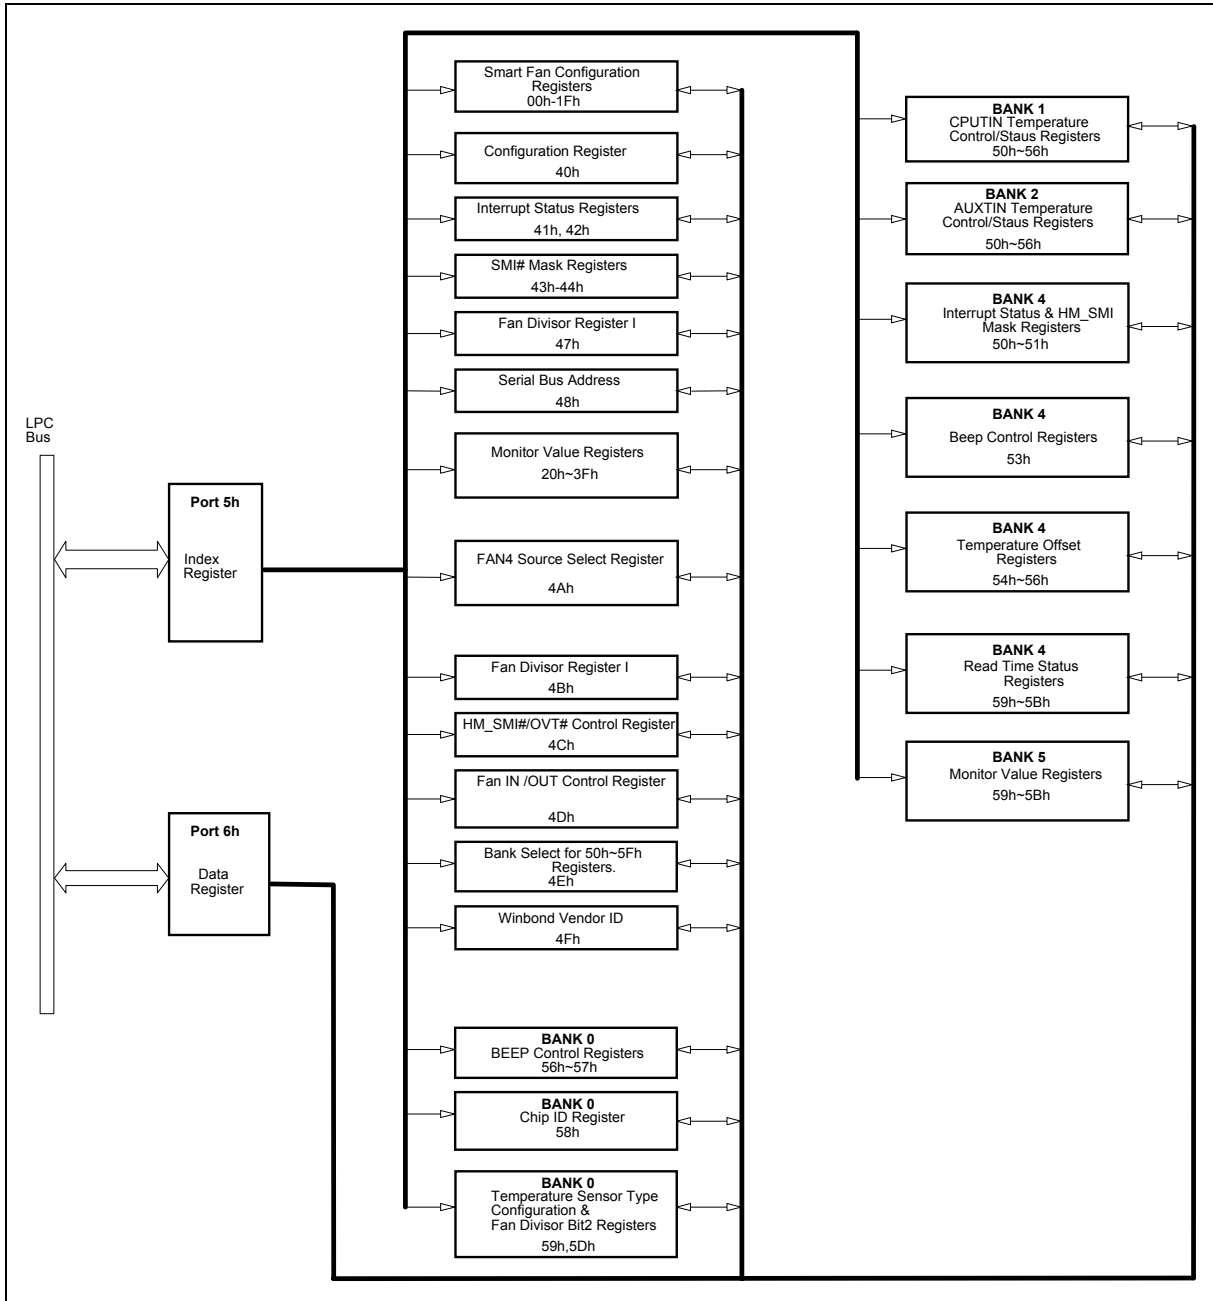 LPC
Bus
Port 5h
Index
Register
Port 6h
Data
Register
Smart Fan Configuration
Registers
00h-1Fh
Configuration Register
40h
Interrupt Status Registers
41h, 42h
SMI# Mask Registers
43h-44h
Fan Divisor Register I
47h
Serial Bus Address
48h
Monitor Value Registers
20h~3Fh
FAN4 Source Select Register
4Ah
Fan Divisor Register I
4Bh
HM_SMI#/OVT# Control Register
4Ch
Fan IN /OUT Control Register
4Dh
Bank Select for 50h~5Fh
Registers.
4Eh
Winbond Vendor ID
4Fh
BANK 0
BEEP Control Registers
56h~57h
BANK 0
Chip ID Register
58h
BANK 0
Temperature Sensor Type
Configuration &
Fan Divisor Bit2 Registers
59h,5Dh
BANK 1
CPUTIN Temperature
Control/Staus Registers
50h~56h
BANK 2
AUXTIN Temperature
Control/Staus Registers
50h~56h
BANK 4
Interrupt Status & HM_SMI
Mask Registers
50h~51h
BANK 4
Beep Control Registers
53h
BANK 4
Temperature Offset
Registers
54h~56h
BANK 4
Read Time Status
Registers
59h~5Bh
BANK 5
Monitor Value Registers
59h~5Bh